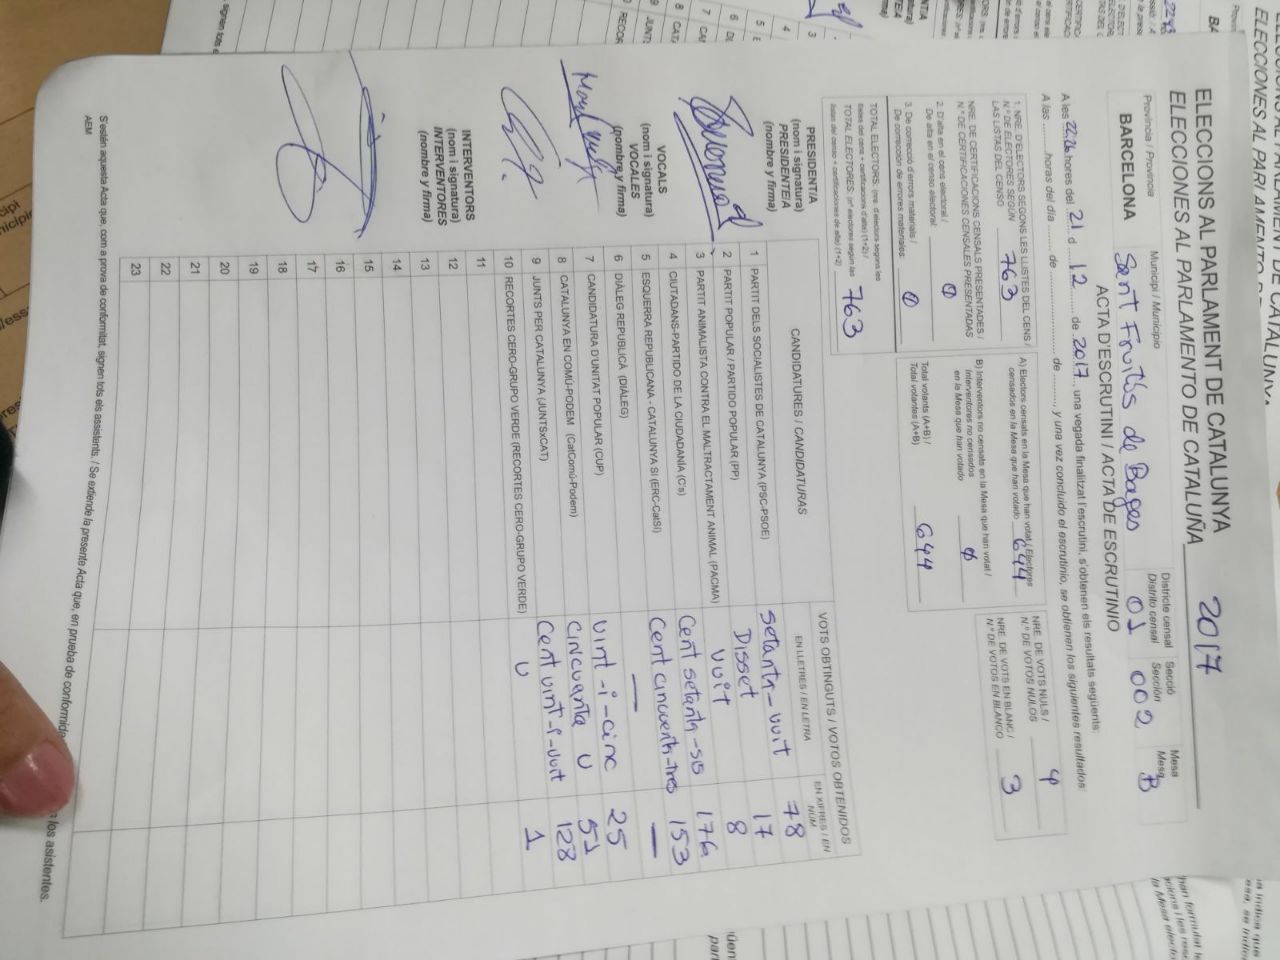 ELECCIONS AL PARLAMENT DE CATALUNYA
ELECCIONES AL PARLAMENTO DE CATALUÑA 2017
Província / Provincia
BARCELONA
Municipi / Municipio
Sant Fruitós de Bages
Districte censal
Distrito censal
01
Secció
Sección
002
Mesa
Mesa
B
ACTA D'ESCRUTINI / ACTA DE ESCRUTINIO
A les 22:26 hores del 21 d 12 de 2017, una vegada finalitzat l'escrutini, s'obtenen els resultats següents:
A las ........ horas del día ........ de ........ de ........, y una vez concluido el escrutinio, se obtienen los siguientes resultados:
1. NRE. D'ELECTORS SEGONS LES LLISTES DEL CENS /
N.º DE ELECTORES SEGÚN
LAS LISTAS DEL CENSO 763
NRE. DE CERTIFICACIONS CENSALS PRESENTADES /
N.º DE CERTIFICACIONES CENSALES PRESENTADAS
2. D'alta en el cens electoral /
De alta en el censo electoral: Ø
3. De correcció d'errors materials /
De corrección de errores materiales: Ø
TOTAL ELECTORS: (nre. d'electors segons les
llistes del cens + certificacions d'alta) (1+2) /
TOTAL ELECTORES: (nº electores según las
listas del censo + certificaciones de alta) (1+2) 763
A) Electors censats en la Mesa que han votat / Electores
censados en la Mesa que han votado 644
B) Interventors no censats en la Mesa que han votat /
Interventores no censados
en la Mesa que han votado Ø
Total votants (A+B) /
Total votantes (A+B) 644
NRE. DE VOTS NULS /
N.º DE VOTOS NULOS 4
NRE. DE VOTS EN BLANC /
N.º DE VOTOS EN BLANCO 3
PRESIDENT/A
(nom i signatura)
PRESIDENTE/A
(nombre y firma)
VOCALS
(nom i signatura)
VOCALES
(nombre y firma)
INTERVENTORS
(nom i signatura)
INTERVENTORES
(nombre y firma)
CANDIDATURES / CANDIDATURAS
VOTS OBTINGUTS / VOTOS OBTENIDOS
EN LLETRES / EN LETRA
EN XIFRES / EN NÚM
1 PARTIT DELS SOCIALISTES DE CATALUNYA (PSC-PSOE) setanta-vuit 78
2 PARTIT POPULAR / PARTIDO POPULAR (PP) Disset 17
3 PARTIT ANIMALISTA CONTRA EL MALTRACTAMENT ANIMAL (PACMA) vuit 8
4 CIUTADANS-PARTIDO DE LA CIUDADANÍA (C's) Cent setanta-sis 176
5 ESQUERRA REPUBLICANA - CATALUNYA SÍ (ERC-CatSí) Cent cincuenta-tres 153
6 DIÀLEG REPUBLICÀ (DIÀLEG) — —
7 CANDIDATURA D'UNITAT POPULAR (CUP) vint-i-cinc 25
8 CATALUNYA EN COMÚ-PODEM (CatComú-Podem) cincuanta u 51
9 JUNTS PER CATALUNYA (JUNTSxCAT) Cent vint-i-vuit 128
10 RECORTES CERO-GRUPO VERDE (RECORTES CERO-GRUPO VERDE) u 1
11
12
13
14
15
16
17
18
19
20
21
22
23
S'estén aquesta Acta que, com a prova de conformitat, signen tots els assistents. / Se extiende la presente Acta que, en prueba de conformidad los asistentes.
AEM